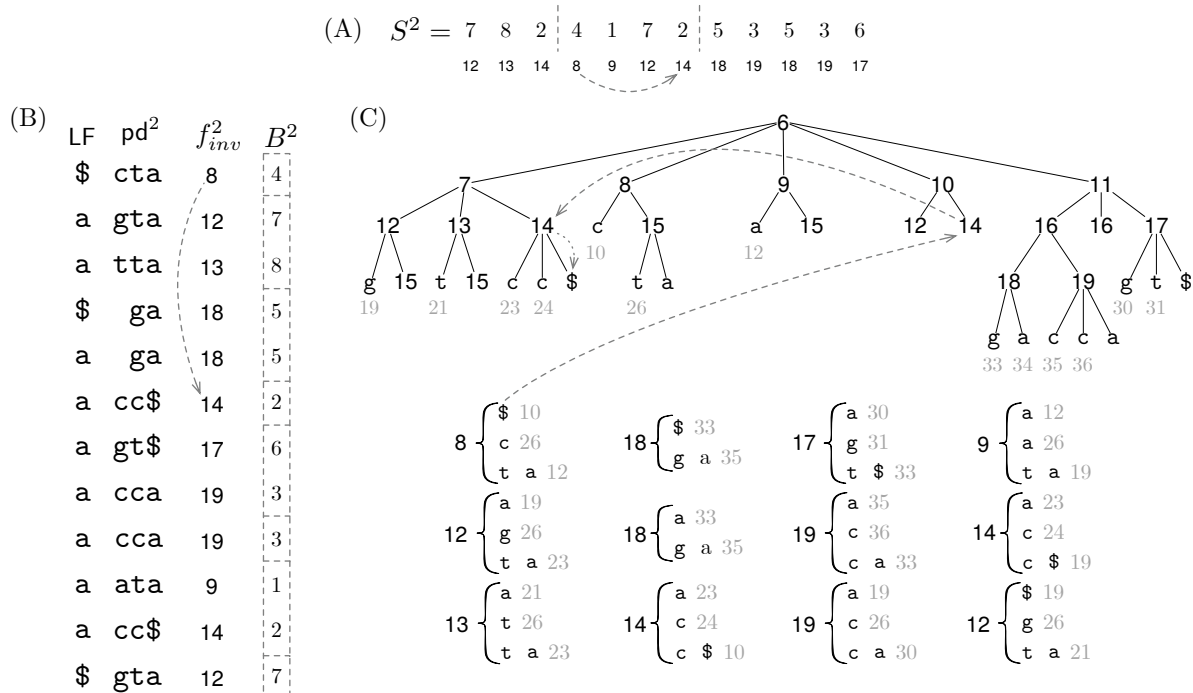 (A) S² = 7 8 2 4 1 7 2 5 3 5 3 6
12 13 14 8 9 12 14 18 19 18 19 17
(B)
LF pd² f²inv B²
$ cta 8 4
a gta 12 7
a tta 13 8
$ ga 18 5
a ga 18 5
a cc$ 14 2
a gt$ 17 6
a cca 19 3
a cca 19 3
a ata 9 1
a cc$ 14 2
$ gta 12 7
(C)
6
7 8 9 10 11
12 13 14 c 15 a 15 12 14 16 16 17
10 12
g 15 t 15 c c $ t a 18 19 g t $
19 21 23 24 26 30 31
g a c c a
33 34 35 36
8 $ 10
c 26
t a 12
18 $ 33
g a 35
17 a 30
g 31
t $ 33
9 a 12
a 26
t a 19
12 a 19
g 26
t a 23
18 a 33
g a 35
19 a 35
c 36
c a 33
14 a 23
c 24
c $ 19
13 a 21
t 26
t a 23
14 a 23
c 24
c $ 10
19 a 19
c 26
c a 30
12 $ 19
g 26
t a 21